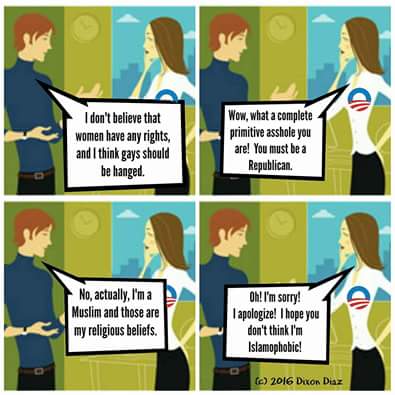 I don't believe that
women have any rights,
and I think gays should
be hanged.
Wow, what a complete
primitive asshole you
are! You must be a
Republican.
No, actually, I'm a
Muslim and those are
my religious beliefs.
Oh! I'm sorry!
I apologize! I hope you
don't think I'm
Islamophobic!
(c) 2016 Dixon Diaz